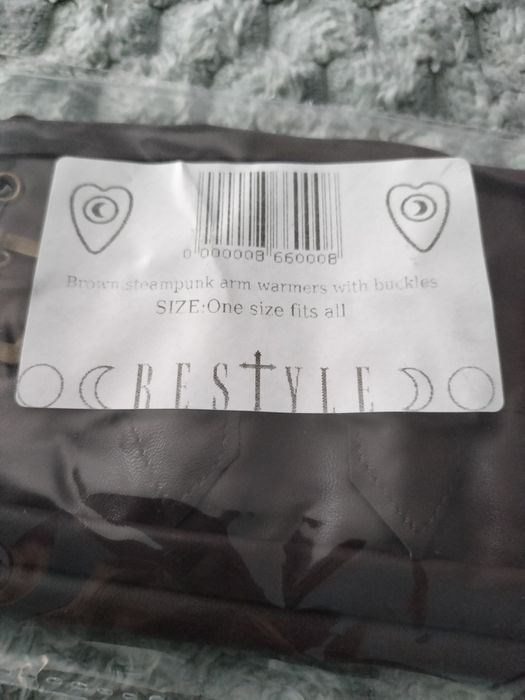 0 000008 660008
Brown steampunk arm warmers with buckles
SIZE:One size fits all
RESTYLE